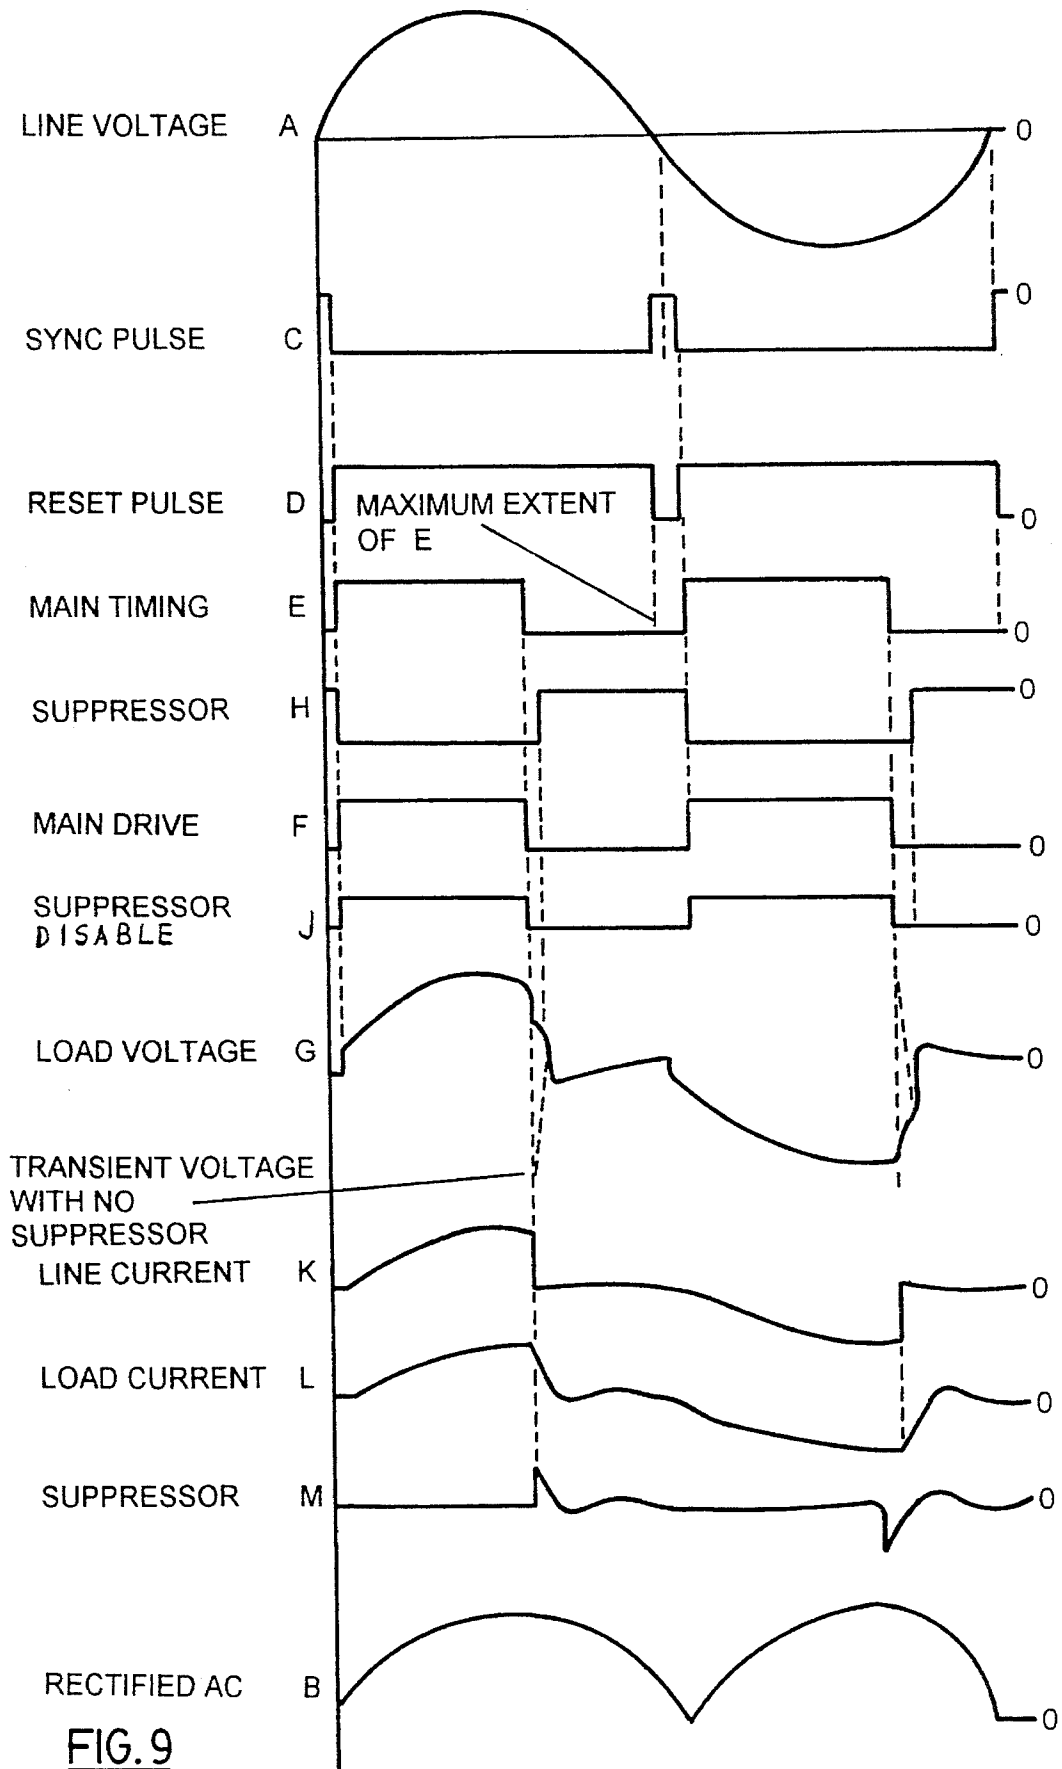 LINE VOLTAGE A 0
0
SYNC PULSE C
RESET PULSE D 0
MAXIMUM EXTENT
OF E
MAIN TIMING E 0
SUPPRESSOR H 0
MAIN DRIVE F 0
SUPPRESSOR
DISABLE J 0
LOAD VOLTAGE G 0
TRANSIENT VOLTAGE
WITH NO
SUPPRESSOR
LINE CURRENT K 0
LOAD CURRENT L 0
SUPPRESSOR M 0
RECTIFIED AC B 0
FIG. 9